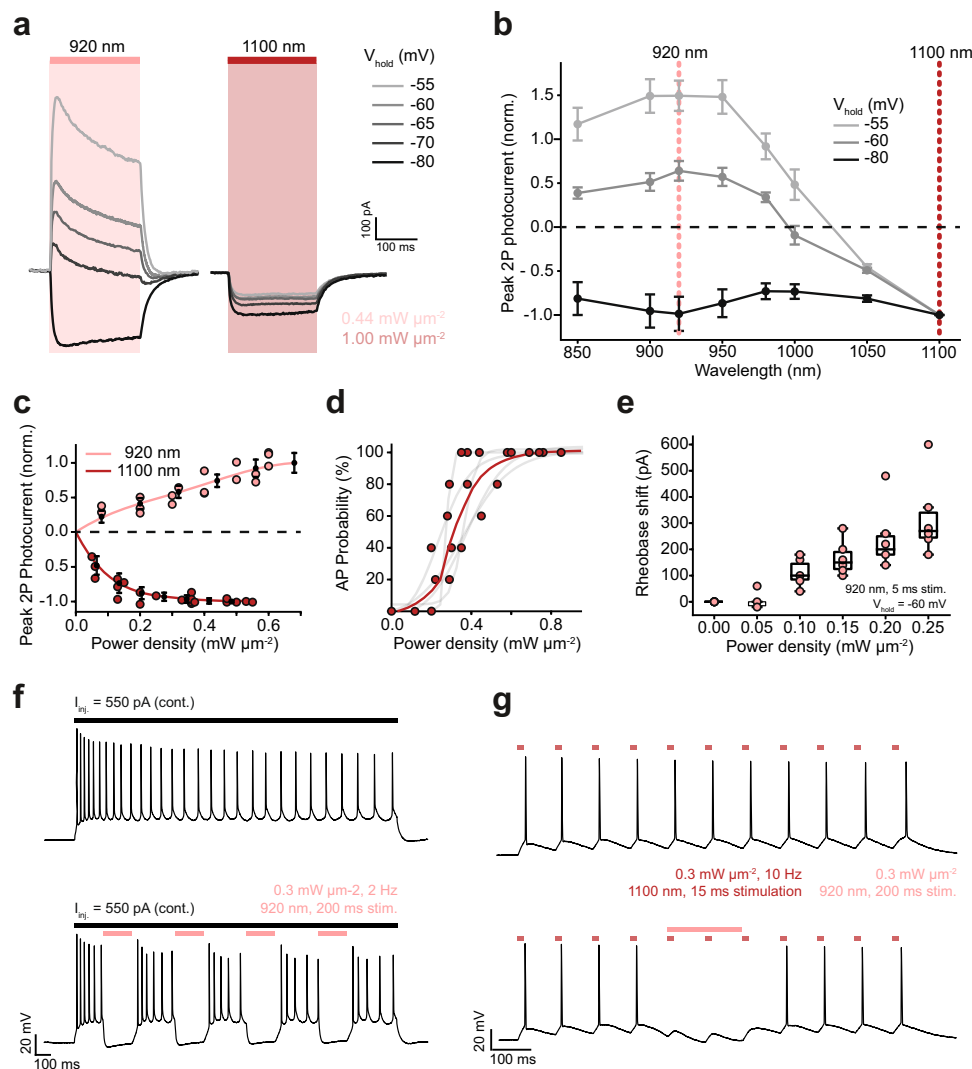 a
920 nm
1100 nm
V_hold (mV)
-55
-60
-65
-70
-80
100 pA
100 ms
0.44 mW µm⁻²
1.00 mW µm⁻²
b
920 nm
1100 nm
V_hold (mV)
-55
-60
-80
Peak 2P photocurrent (norm.)
1.5
1.0
0.5
0.0
- 0.5
-1.0
850
900
950
1000
1050
1100
Wavelength (nm)
c
920 nm
1100 nm
Peak 2P Photocurrent (norm.)
1.0
0.5
0.0
- 0.5
-1.0
0.0
0.2
0.4
0.6
Power density (mW µm⁻²)
d
AP Probability (%)
100
80
60
40
20
0.0
0.4
0.8
Power density (mW µm⁻²)
e
Rheobase shift (pA)
600
500
400
300
200
100
0
920 nm, 5 ms stim.
V_hold = -60 mV
0.00
0.05
0.10
0.15
0.20
0.25
Power density (mW µm⁻²)
f
I_inj. = 550 pA (cont.)
0.3 mW µm-2, 2 Hz
920 nm, 200 ms stim.
I_inj. = 550 pA (cont.)
20 mV
100 ms
g
0.3 mW µm⁻², 10 Hz
1100 nm, 15 ms stimulation
0.3 mW µm⁻²
920 nm, 200 ms stim.
20 mV
100 ms